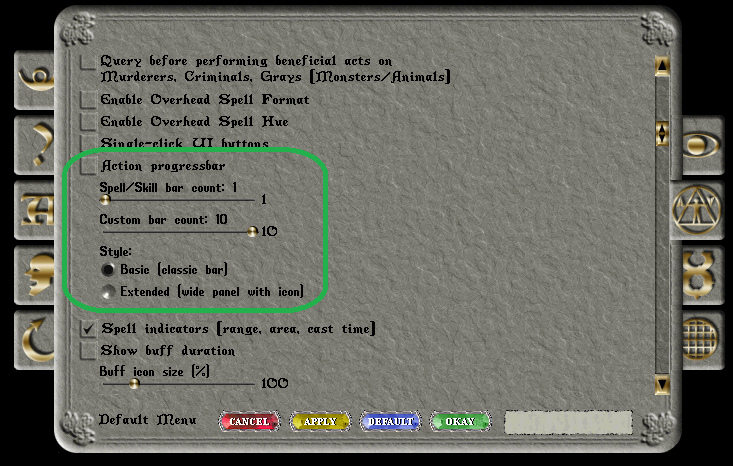 Query before performing beneficial acts on
Murderers, Criminals, Grays (Monsters/Animals)
Enable Overhead Spell Format
Enable Overhead Spell Hue
Single-click UI buttons
Action progressbar
Spell/Skill bar count: 1
1
Custom bar count: 10
10
Style:
Basic (classic bar)
Extended (wide panel with icon)
Spell indicators (range, area, cast time)
Show buff duration
Buff icon size (%)
100
Default Menu
CANCEL
APPLY
DEFAULT
OKAY